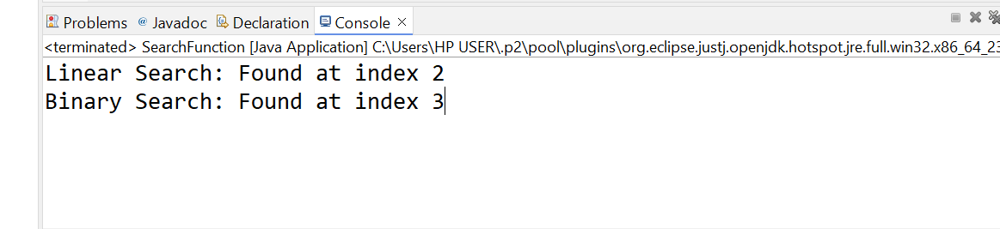 Problems @ Javadoc Declaration Console ×
<terminated> SearchFunction [Java Application] C:\Users\HP USER\.p2\pool\plugins\org.eclipse.justj.openjdk.hotspot.jre.full.win32.x86_64_23
Linear Search: Found at index 2
Binary Search: Found at index 3